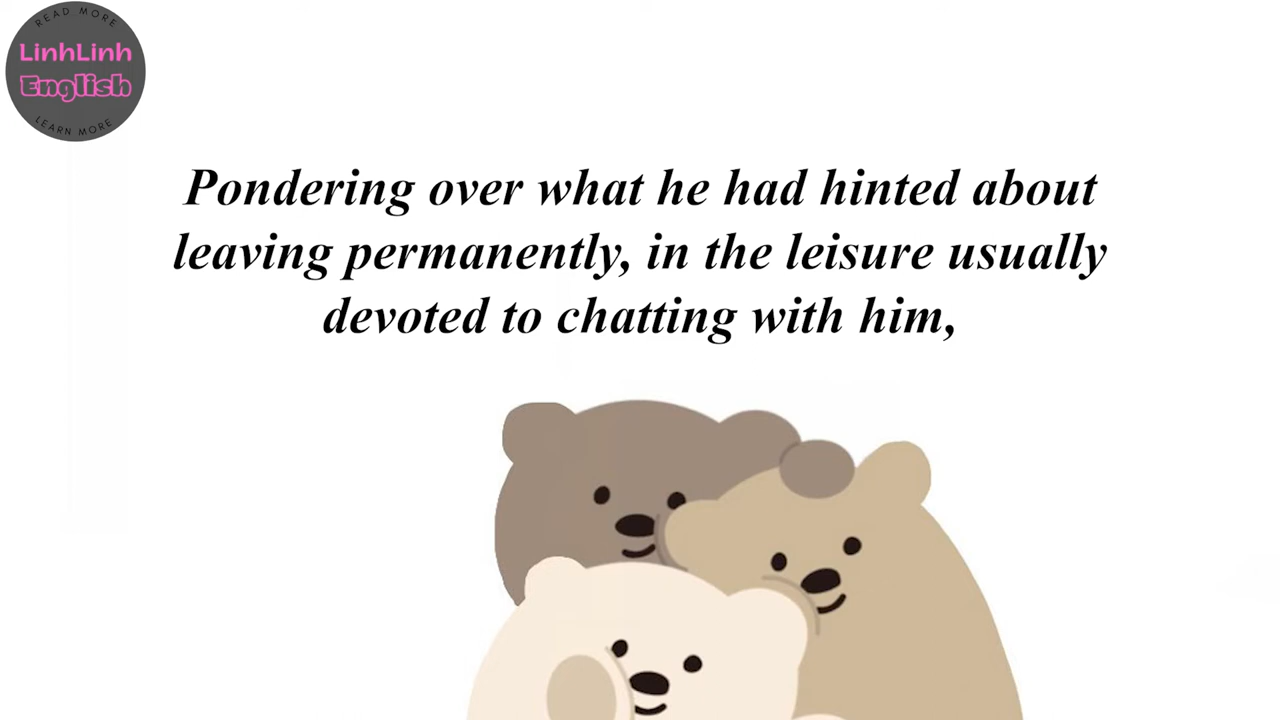 READ MORE
LinhLinh
English
LEARN MORE
Pondering over what he had hinted about
leaving permanently, in the leisure usually
devoted to chatting with him,